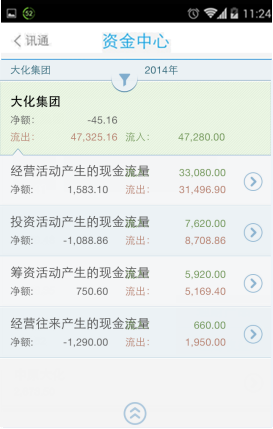 52 11:24
讯通 资金中心
大化集团 2014年
大化集团
净额: -45.16
流出: 47,325.16 流入: 47,280.00
经营活动产生的现金流量 33,080.00
净额: 1,583.10 流出: 31,496.90
投资活动产生的现金流量 7,620.00
净额: -1,088.86 流出: 8,708.86
筹资活动产生的现金流量 5,920.00
净额: 750.60 流出: 5,169.40
经营往来产生的现金流量 660.00
净额: -1,290.00 流出: 1,950.00